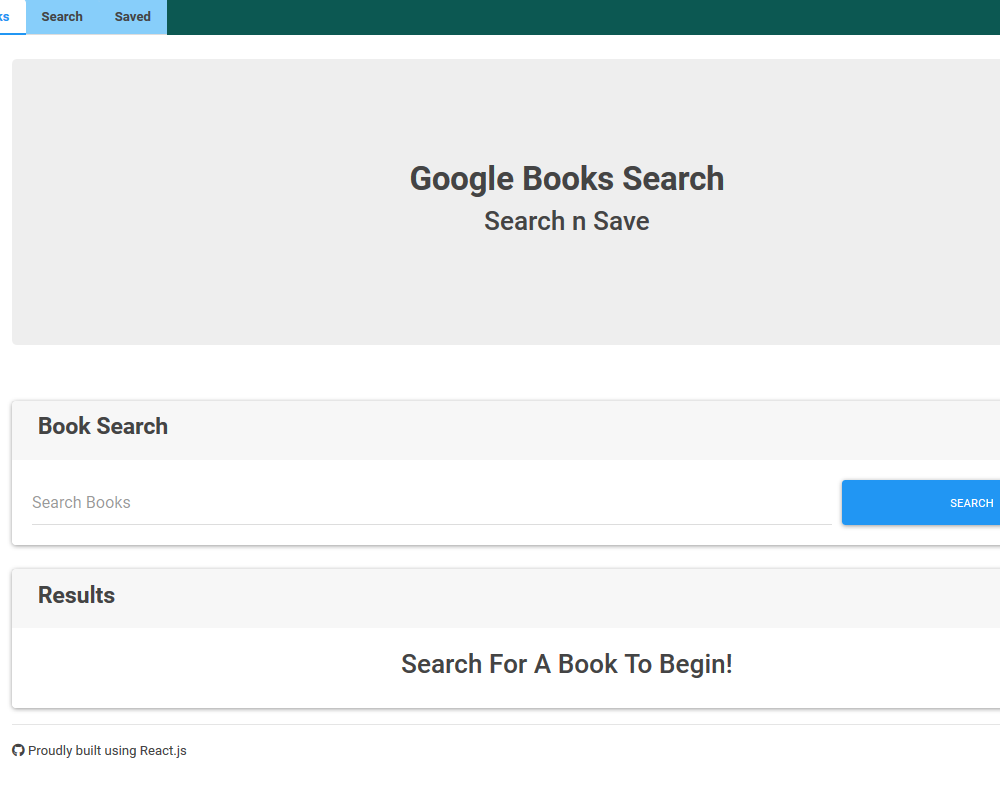 Search Saved
Google Books Search
Search n Save
Book Search
Search Books
SEARCH
Results
Search For A Book To Begin!
Proudly built using React.js